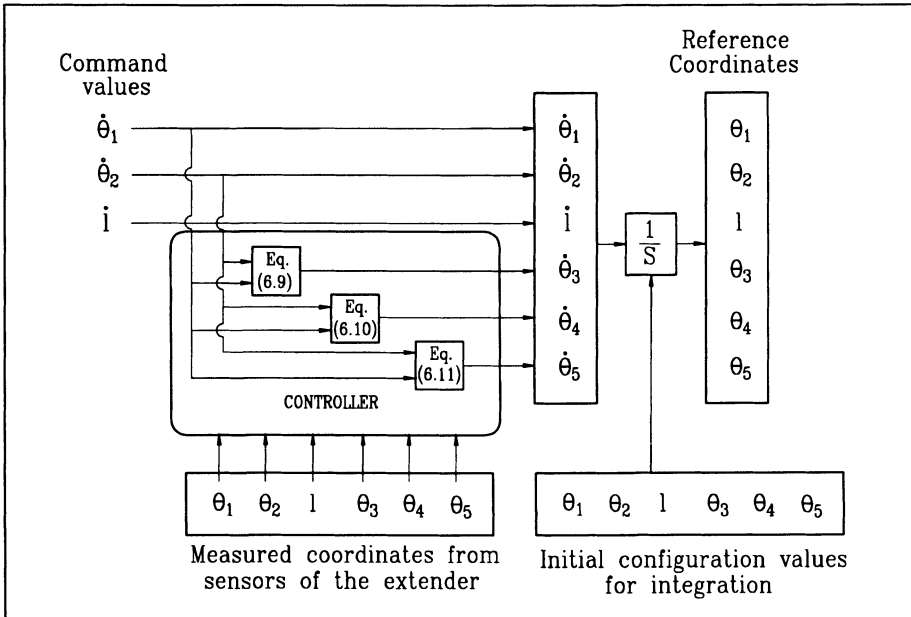 Command
values
θ̇₁
θ̇₂
l̇
Eq.
(6.9)
Eq.
(6.10)
Eq.
(6.11)
CONTROLLER
θ̇₁
θ̇₂
l̇
θ̇₃
θ̇₄
θ̇₅
1
S
Reference
Coordinates
θ₁
θ₂
l
θ₃
θ₄
θ₅
θ₁ θ₂ l θ₃ θ₄ θ₅
Measured coordinates from
sensors of the extender
θ₁ θ₂ l θ₃ θ₄ θ₅
Initial configuration values
for integration